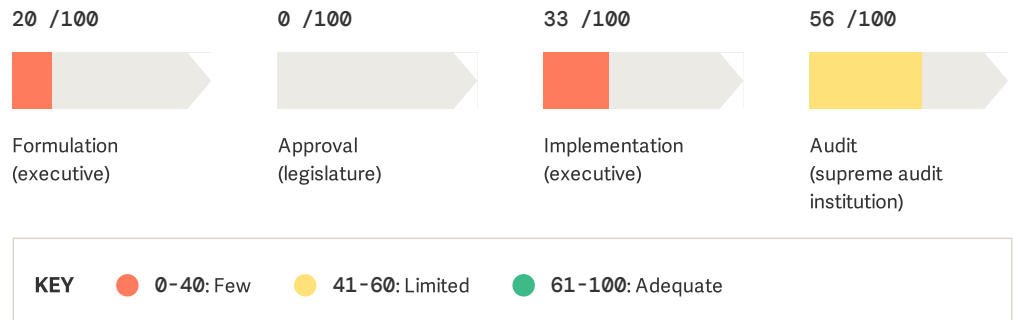 20 /100
0 /100
33 /100
56 /100
Formulation
(executive)
Approval
(legislature)
Implementation
(executive)
Audit
(supreme audit
institution)
KEY
0-40: Few
41-60: Limited
61-100: Adequate